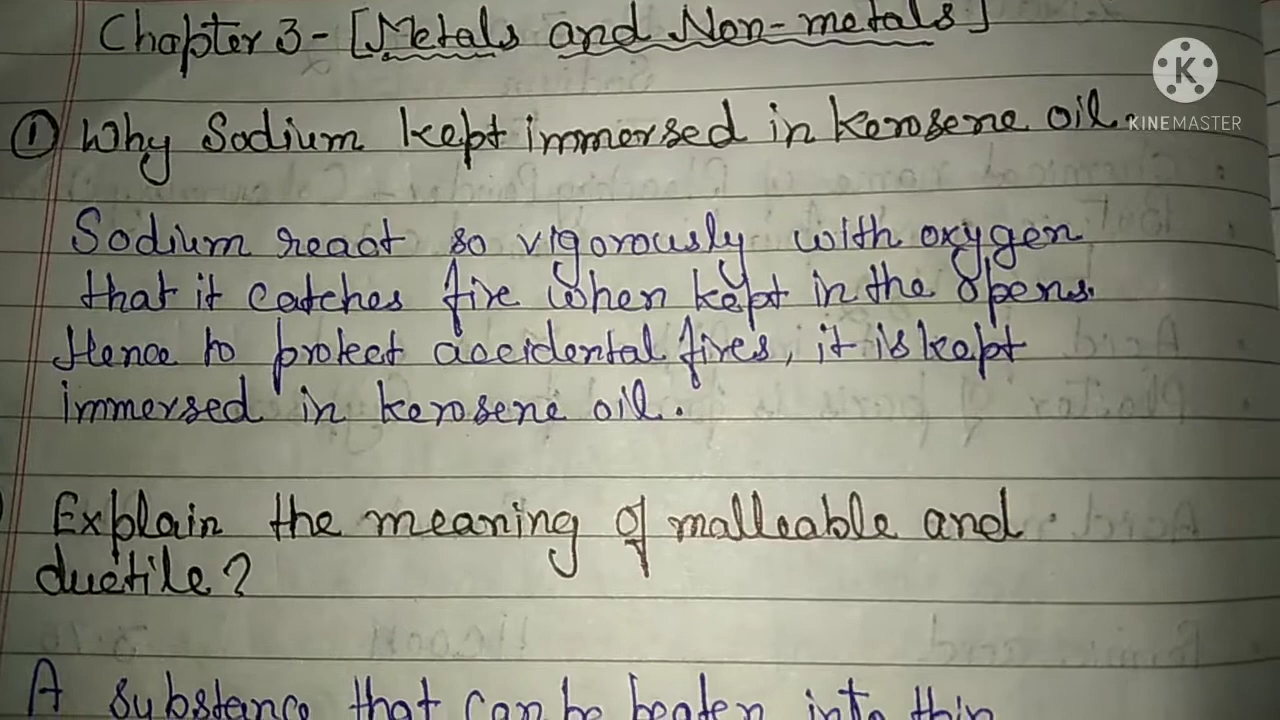 Chapter 3 - [Metals and Non-metals]
K
KINEMASTER
① Why Sodium kept immersed in kerosene oil.
Sodium react so vigorously with oxygen
that it catches fire when kept in the opens.
Hence to protect accidental fires, it is kept
immersed in kerosene oil.
Explain the meaning of malleable and
ductile?
A substance that can be beaten into thin